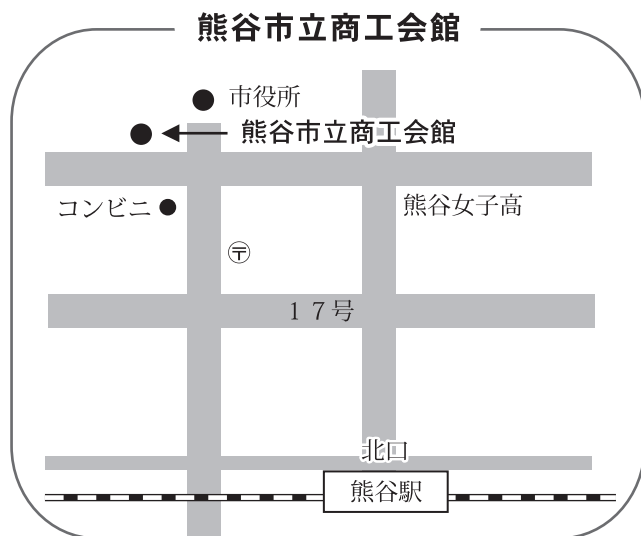 熊谷市立商工会館
市役所
熊谷市立商工会館
コンビニ
熊谷女子高
〒
１７号
北口
熊谷駅